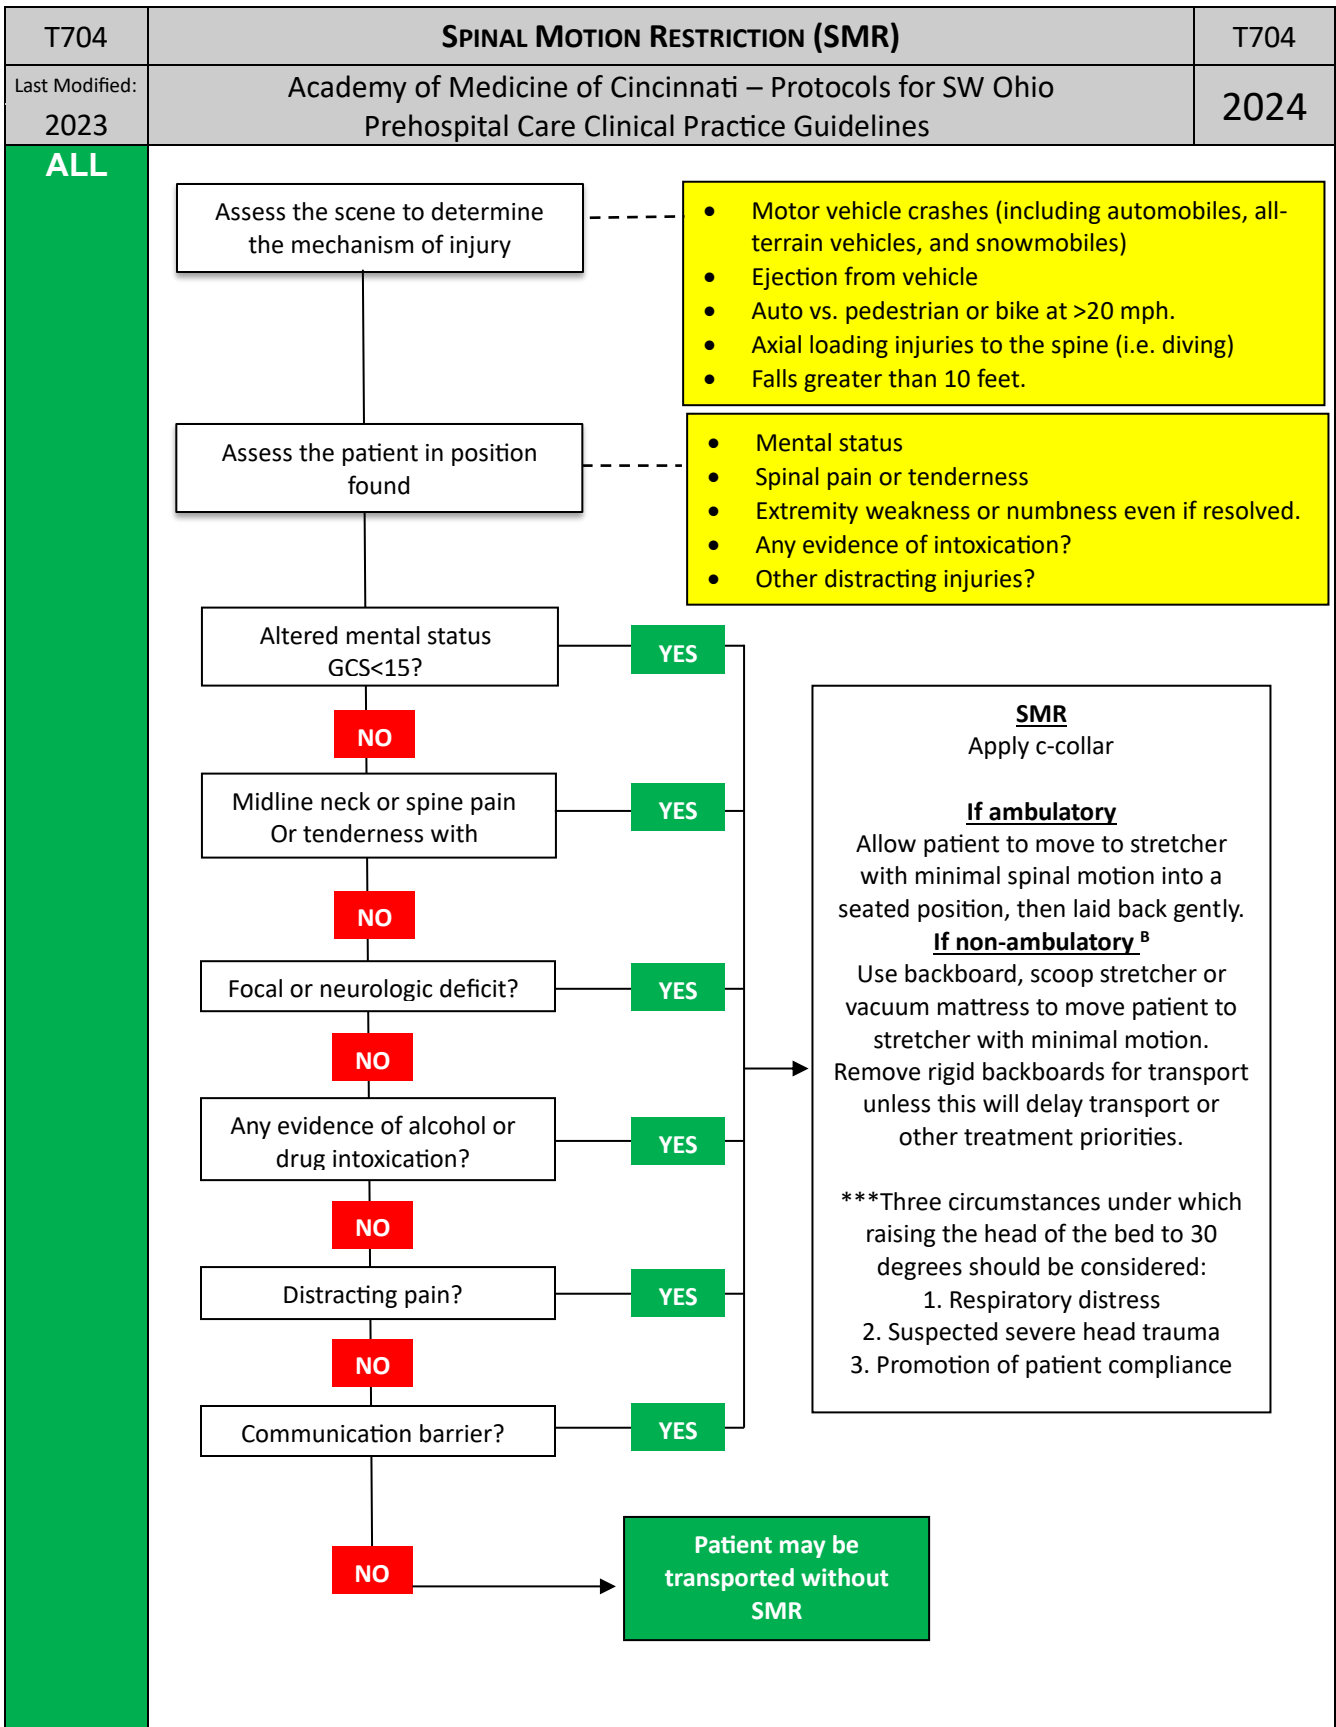 T704
SPINAL MOTION RESTRICTION (SMR)
T704
Last Modified:
2023
Academy of Medicine of Cincinnati – Protocols for SW Ohio
Prehospital Care Clinical Practice Guidelines
2024
ALL
Assess the scene to determine
the mechanism of injury
• Motor vehicle crashes (including automobiles, all-
terrain vehicles, and snowmobiles)
• Ejection from vehicle
• Auto vs. pedestrian or bike at >20 mph.
• Axial loading injuries to the spine (i.e. diving)
• Falls greater than 10 feet.
Assess the patient in position
found
• Mental status
• Spinal pain or tenderness
• Extremity weakness or numbness even if resolved.
• Any evidence of intoxication?
• Other distracting injuries?
Altered mental status
GCS<15?
YES
NO
Midline neck or spine pain
Or tenderness with
YES
NO
Focal or neurologic deficit?
YES
NO
Any evidence of alcohol or
drug intoxication?
YES
NO
Distracting pain?
YES
NO
Communication barrier?
YES
NO
SMR
Apply c-collar
If ambulatory
Allow patient to move to stretcher
with minimal spinal motion into a
seated position, then laid back gently.
If non-ambulatory B
Use backboard, scoop stretcher or
vacuum mattress to move patient to
stretcher with minimal motion.
Remove rigid backboards for transport
unless this will delay transport or
other treatment priorities.
***Three circumstances under which
raising the head of the bed to 30
degrees should be considered:
1. Respiratory distress
2. Suspected severe head trauma
3. Promotion of patient compliance
Patient may be
transported without
SMR